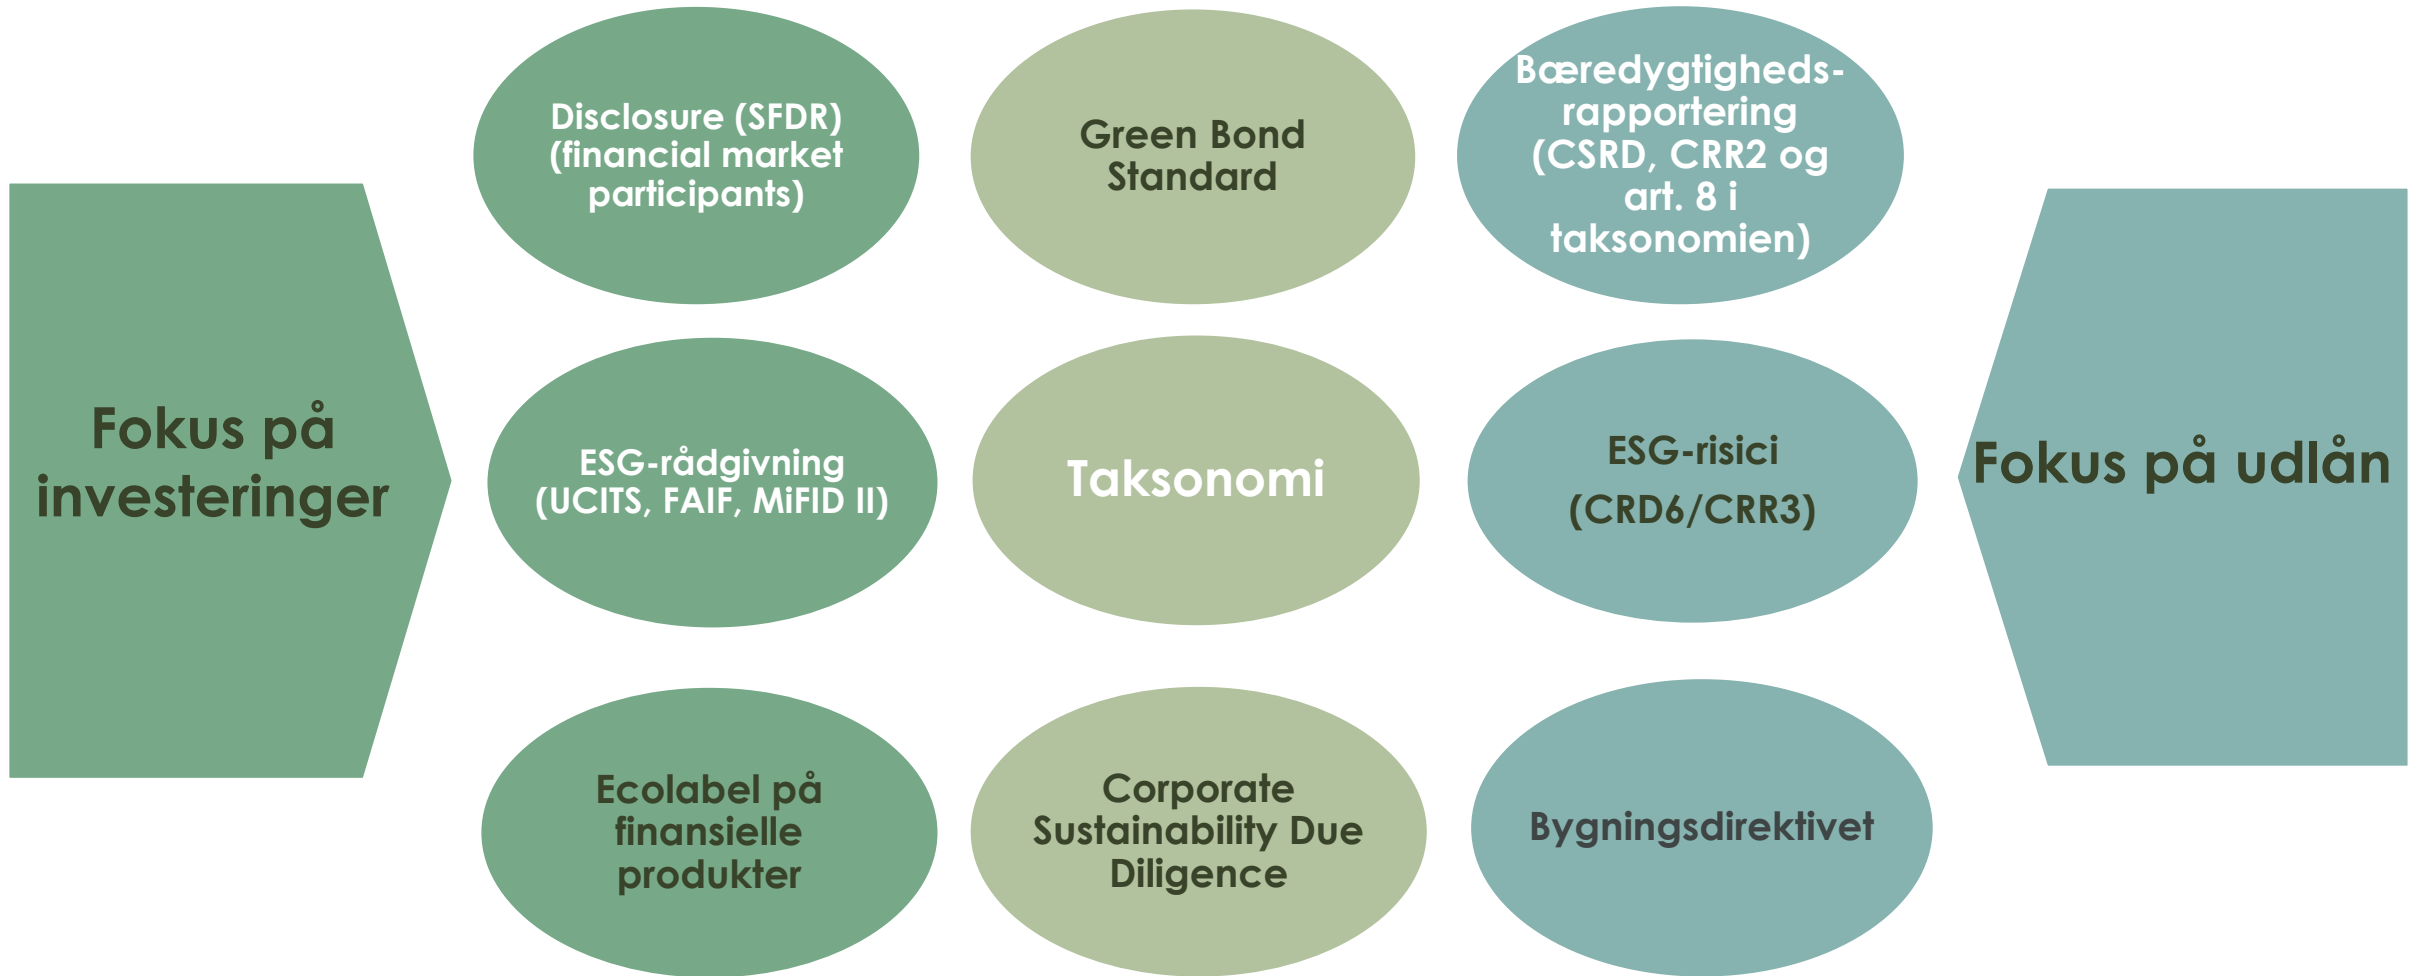 Fokus på
investeringer
Disclosure (SFDR)
(financial market
participants)
Green Bond
Standard
Bæredygtigheds-
rapportering
(CSRD, CRR2 og
art. 8 i
taksonomien)
ESG-rådgivning
(UCITS, FAIF, MiFID II)
Taksonomi
ESG-risici
(CRD6/CRR3)
Ecolabel på
finansielle
produkter
Corporate
Sustainability Due
Diligence
Bygningsdirektivet
Fokus på udlån